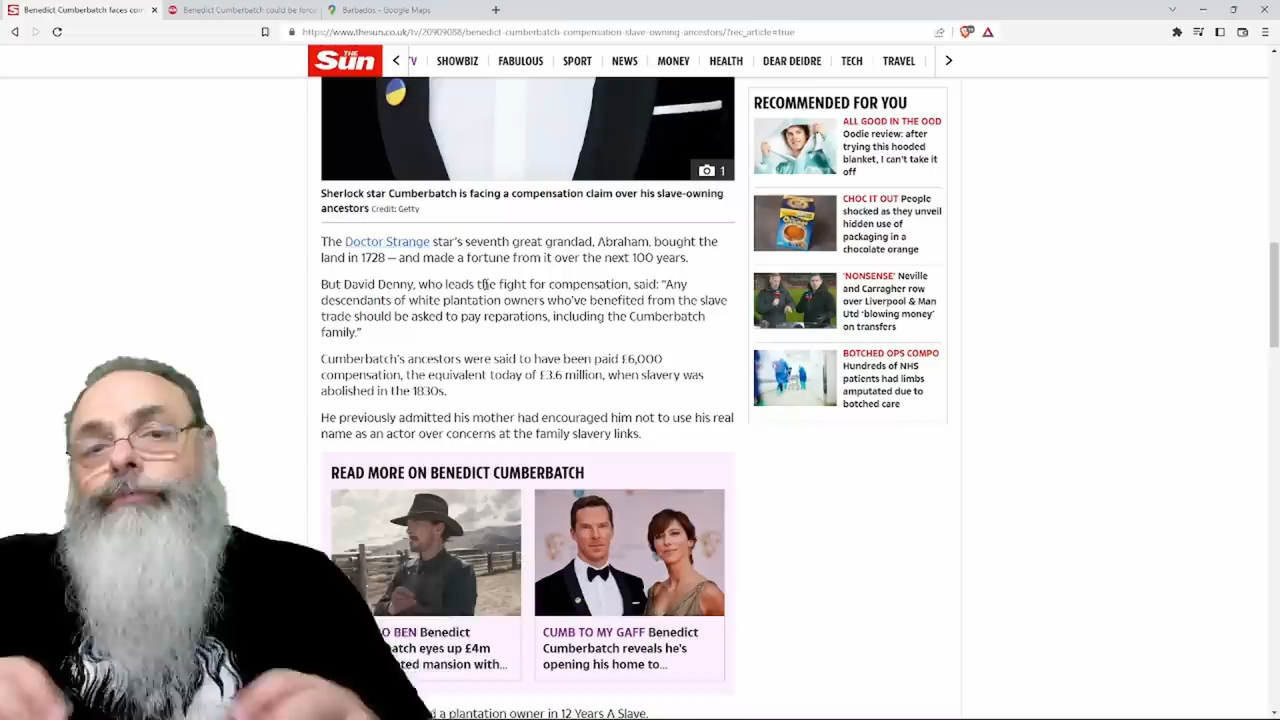 Benedict Cumberbatch faces com
Benedict Cumberbatch could be force
Barbados - Google Maps
https://www.thesun.co.uk/tv/20909088/benedict-cumberbatch-compensation-slave-owning-ancestors/?rec_article=true
THE Sun
TV
SHOWBIZ
FABULOUS
SPORT
NEWS
MONEY
HEALTH
DEAR DEIDRE
TECH
TRAVEL
1
Sherlock star Cumberbatch is facing a compensation claim over his slave-owning
ancestors Credit: Getty
The Doctor Strange star's seventh great grandad, Abraham, bought the
land in 1728 — and made a fortune from it over the next 100 years.
But David Denny, who leads the fight for compensation, said: "Any
descendants of white plantation owners who've benefited from the slave
trade should be asked to pay reparations, including the Cumberbatch
family."
Cumberbatch's ancestors were said to have been paid £6,000
compensation, the equivalent today of £3.6 million, when slavery was
abolished in the 1830s.
He previously admitted his mother had encouraged him not to use his real
name as an actor over concerns at the family slavery links.
READ MORE ON BENEDICT CUMBERBATCH
O BEN Benedict
atch eyes up £4m
ted mansion with...
CUMB TO MY GAFF Benedict
Cumberbatch reveals he's
opening his home to...
d a plantation owner in 12 Years A Slave.
RECOMMENDED FOR YOU
ALL GOOD IN THE OOD
Oodie review: after
trying this hooded
blanket, I can't take it
off
CHOC IT OUT People
shocked as they unveil
hidden use of
packaging in a
chocolate orange
'NONSENSE' Neville
and Carragher row
over Liverpool & Man
Utd 'blowing money'
on transfers
BOTCHED OPS COMPO
Hundreds of NHS
patients had limbs
amputated due to
botched care